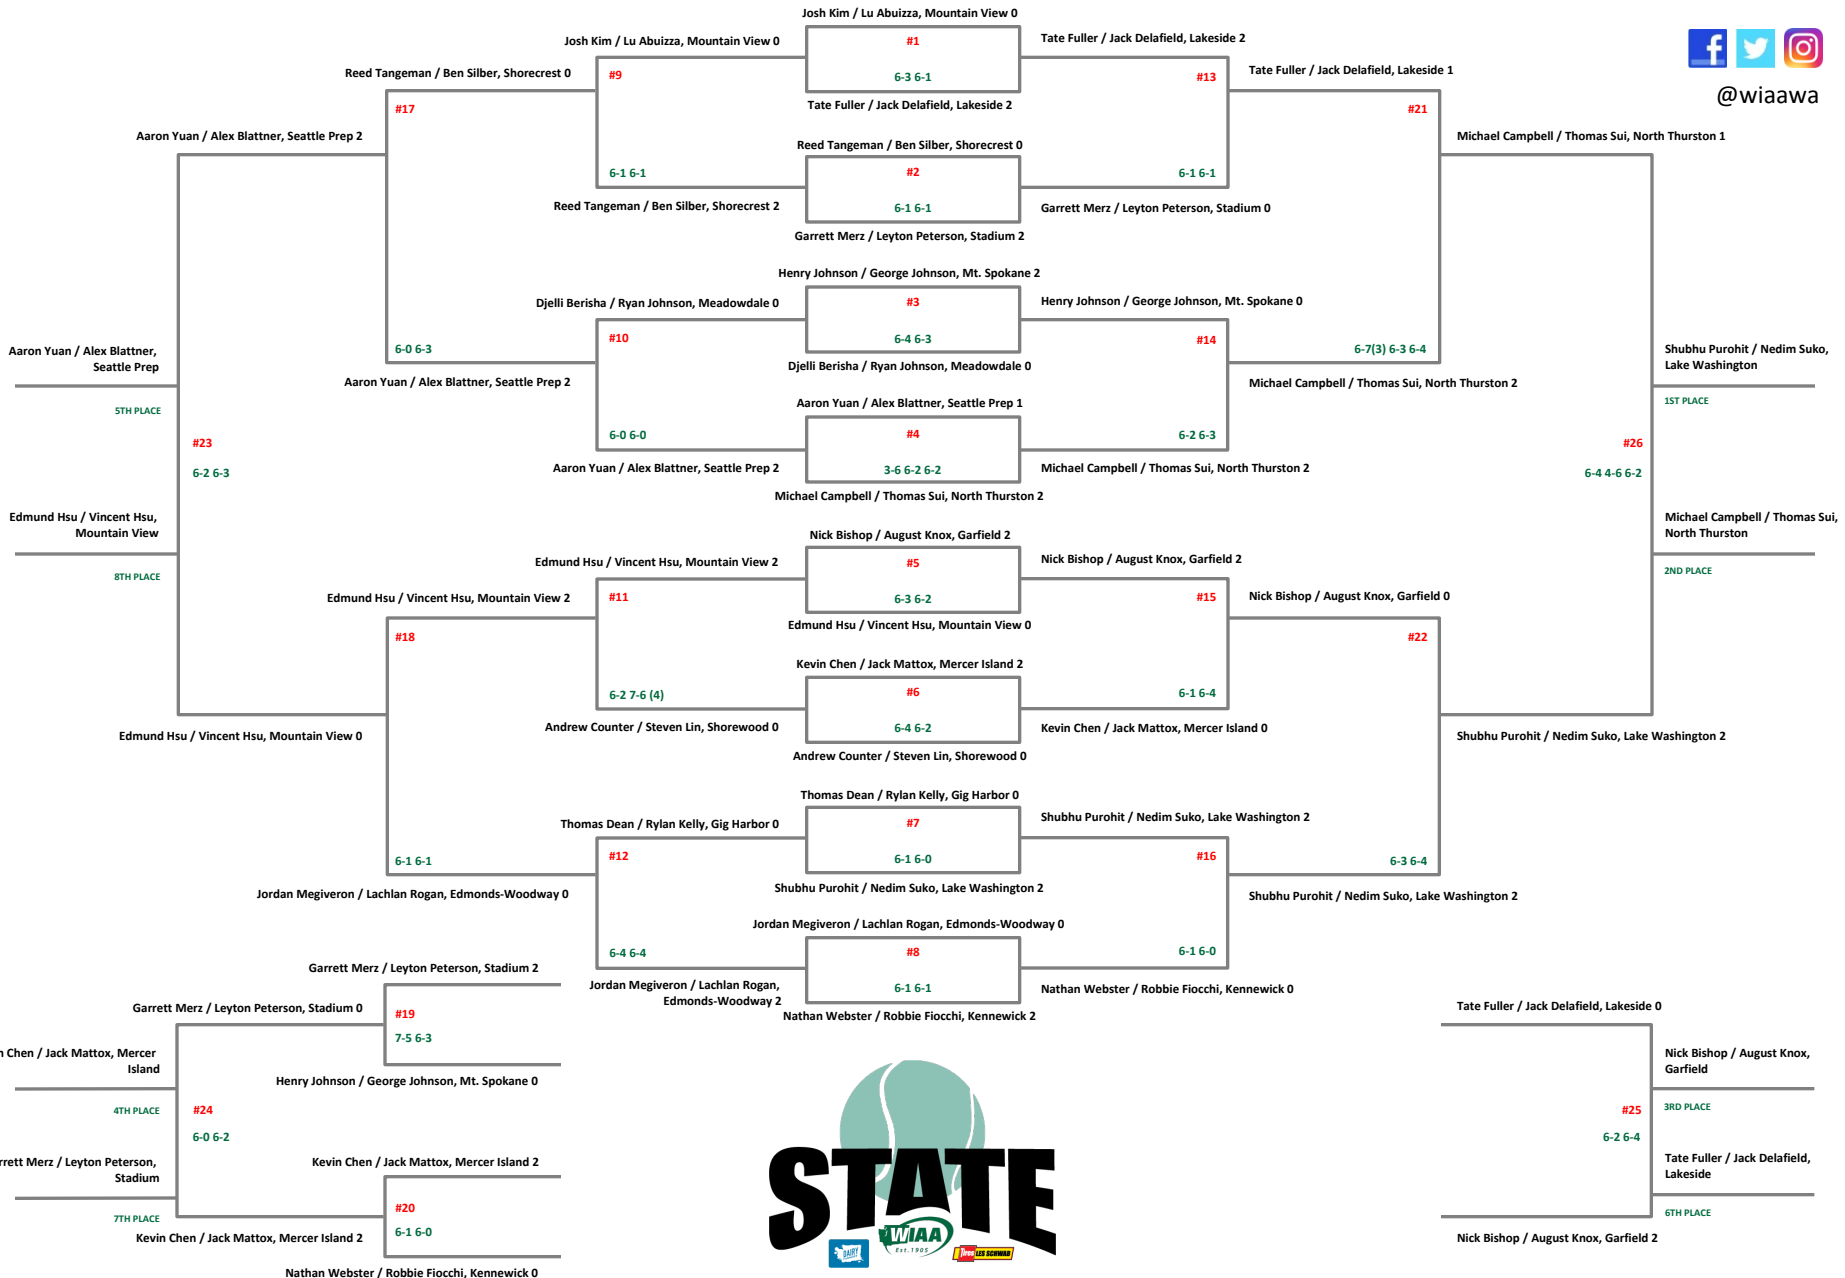 Josh Kim / Lu Abuizza, Mountain View 0
#1
6-3 6-1
Tate Fuller / Jack Delafield, Lakeside 2
Reed Tangeman / Ben Silber, Shorecrest 0
#2
6-1 6-1
Garrett Merz / Leyton Peterson, Stadium 2
Henry Johnson / George Johnson, Mt. Spokane 2
#3
6-4 6-3
Djelli Berisha / Ryan Johnson, Meadowdale 0
Aaron Yuan / Alex Blattner, Seattle Prep 1
#4
3-6 6-2 6-2
Michael Campbell / Thomas Sui, North Thurston 2
Nick Bishop / August Knox, Garfield 2
#5
6-3 6-2
Edmund Hsu / Vincent Hsu, Mountain View 0
Kevin Chen / Jack Mattox, Mercer Island 2
#6
6-4 6-2
Andrew Counter / Steven Lin, Shorewood 0
Thomas Dean / Rylan Kelly, Gig Harbor 0
#7
6-1 6-0
Shubhu Purohit / Nedim Suko, Lake Washington 2
Jordan Megiveron / Lachlan Rogan, Edmonds-Woodway 0
#8
6-1 6-1
Nathan Webster / Robbie Fiocchi, Kennewick 2
Josh Kim / Lu Abuizza, Mountain View 0
#9
6-1 6-1
Reed Tangeman / Ben Silber, Shorecrest 2
Djelli Berisha / Ryan Johnson, Meadowdale 0
#10
6-0 6-0
Aaron Yuan / Alex Blattner, Seattle Prep 2
Edmund Hsu / Vincent Hsu, Mountain View 2
#11
6-2 7-6 (4)
Andrew Counter / Steven Lin, Shorewood 0
Thomas Dean / Rylan Kelly, Gig Harbor 0
#12
6-4 6-4
Jordan Megiveron / Lachlan Rogan,
Edmonds-Woodway 2
Tate Fuller / Jack Delafield, Lakeside 2
#13
6-1 6-1
Garrett Merz / Leyton Peterson, Stadium 0
Henry Johnson / George Johnson, Mt. Spokane 0
#14
6-2 6-3
Michael Campbell / Thomas Sui, North Thurston 2
Nick Bishop / August Knox, Garfield 2
#15
6-1 6-4
Kevin Chen / Jack Mattox, Mercer Island 0
Shubhu Purohit / Nedim Suko, Lake Washington 2
#16
6-1 6-0
Nathan Webster / Robbie Fiocchi, Kennewick 0
Reed Tangeman / Ben Silber, Shorecrest 0
#17
6-0 6-3
Aaron Yuan / Alex Blattner, Seattle Prep 2
Edmund Hsu / Vincent Hsu, Mountain View 2
#18
6-1 6-1
Jordan Megiveron / Lachlan Rogan, Edmonds-Woodway 0
Garrett Merz / Leyton Peterson, Stadium 2
#19
7-5 6-3
Henry Johnson / George Johnson, Mt. Spokane 0
Kevin Chen / Jack Mattox, Mercer Island 2
#20
6-1 6-0
Nathan Webster / Robbie Fiocchi, Kennewick 0
Tate Fuller / Jack Delafield, Lakeside 1
#21
6-7(3) 6-3 6-4
Michael Campbell / Thomas Sui, North Thurston 2
Nick Bishop / August Knox, Garfield 0
#22
6-3 6-4
Shubhu Purohit / Nedim Suko, Lake Washington 2
Aaron Yuan / Alex Blattner, Seattle Prep 2
#23
6-2 6-3
Edmund Hsu / Vincent Hsu, Mountain View 0
Aaron Yuan / Alex Blattner,
Seattle Prep
5TH PLACE
Edmund Hsu / Vincent Hsu,
Mountain View
8TH PLACE
Garrett Merz / Leyton Peterson, Stadium 0
#24
6-0 6-2
Kevin Chen / Jack Mattox, Mercer Island 2
Chen / Jack Mattox, Mercer
Island
4TH PLACE
Merz / Leyton Peterson,
Stadium
7TH PLACE
Tate Fuller / Jack Delafield, Lakeside 0
#25
6-2 6-4
Nick Bishop / August Knox, Garfield 2
Nick Bishop / August Knox,
Garfield
3RD PLACE
Tate Fuller / Jack Delafield,
Lakeside
6TH PLACE
Michael Campbell / Thomas Sui, North Thurston 1
#26
6-4 4-6 6-2
Shubhu Purohit / Nedim Suko, Lake Washington 2
Shubhu Purohit / Nedim Suko,
Lake Washington
1ST PLACE
Michael Campbell / Thomas Sui,
North Thurston
2ND PLACE
@wiaawa
STATE
WIAA
Est. 1905
DAIRY
Tires LES SCHWAB